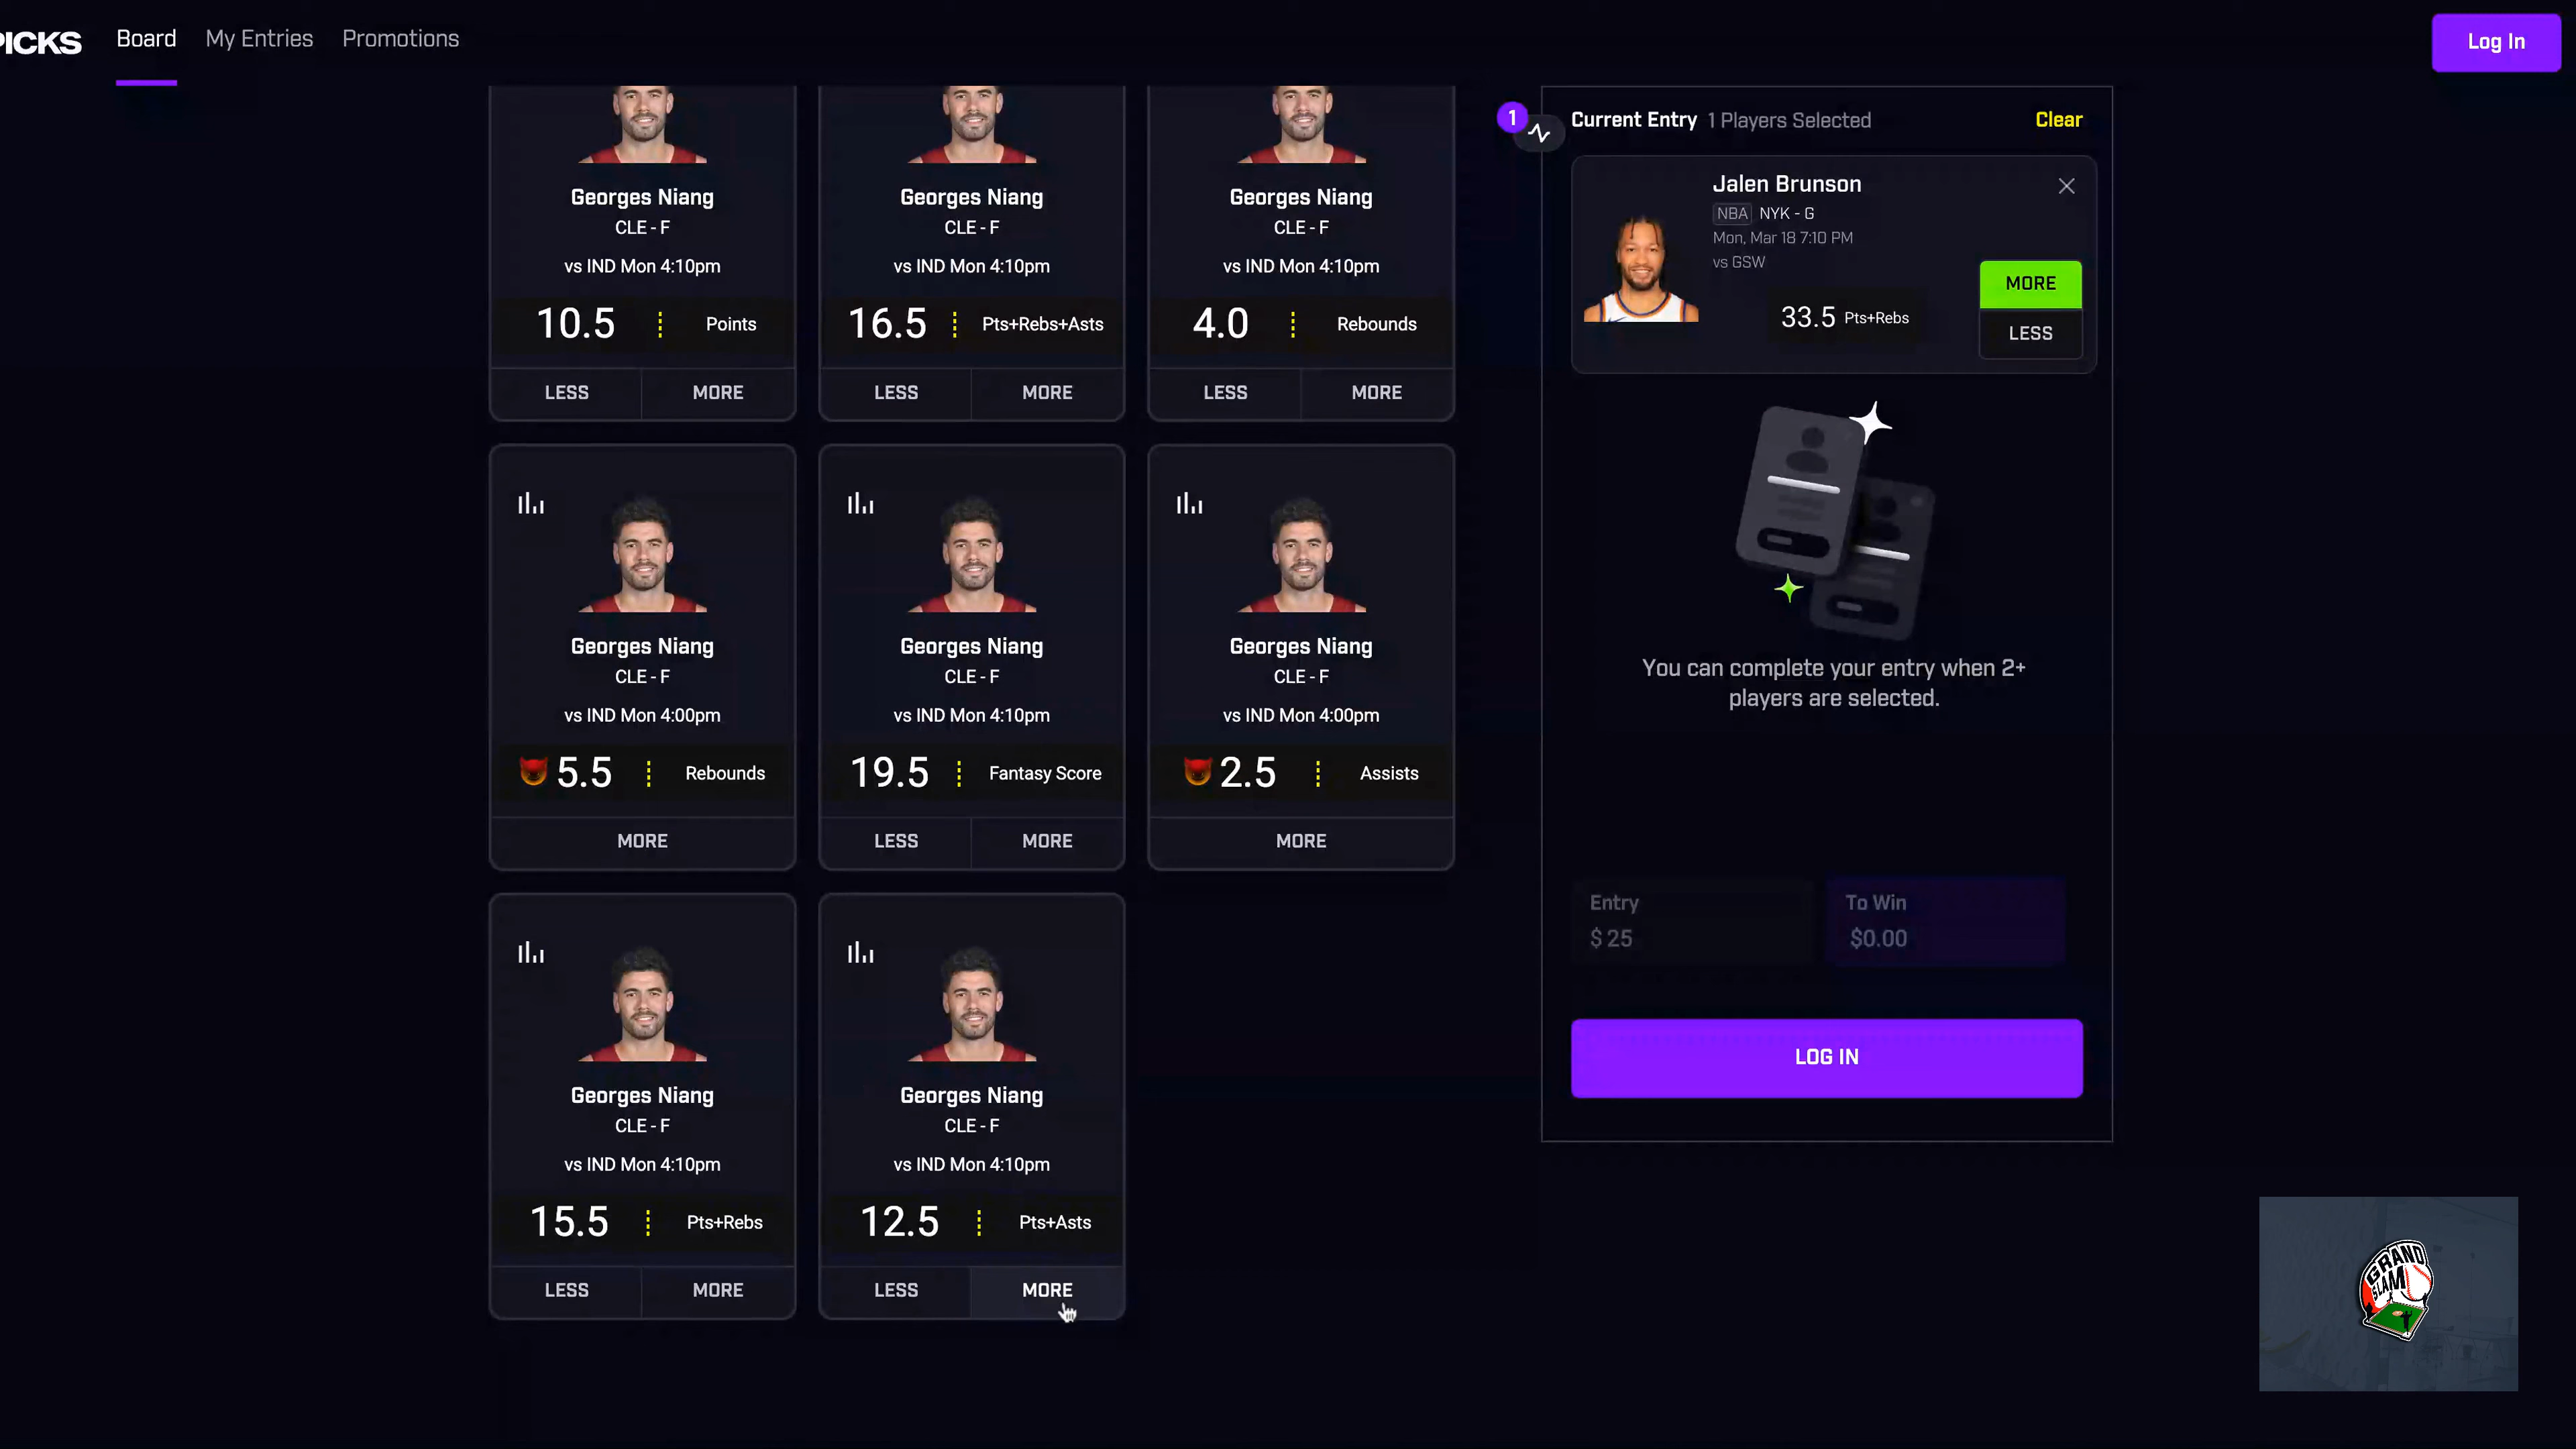 PICKS
Board
My Entries
Promotions
Log In
Georges Niang
CLE - F
vs IND Mon 4:10pm
10.5
Points
LESS
MORE
Georges Niang
CLE - F
vs IND Mon 4:10pm
16.5
Pts+Rebs+Asts
LESS
MORE
Georges Niang
CLE - F
vs IND Mon 4:10pm
4.0
Rebounds
LESS
MORE
Georges Niang
CLE - F
vs IND Mon 4:00pm
5.5
Rebounds
MORE
Georges Niang
CLE - F
vs IND Mon 4:10pm
19.5
Fantasy Score
LESS
MORE
Georges Niang
CLE - F
vs IND Mon 4:00pm
2.5
Assists
MORE
Georges Niang
CLE - F
vs IND Mon 4:10pm
15.5
Pts+Rebs
LESS
MORE
Georges Niang
CLE - F
vs IND Mon 4:10pm
12.5
Pts+Asts
LESS
MORE
1
Current Entry 1 Players Selected
Clear
Jalen Brunson
NBA NYK - G
Mon, Mar 18 7:10 PM
vs GSW
33.5 Pts+Rebs
MORE
LESS
You can complete your entry when 2+
players are selected.
Entry
$ 25
To Win
$0.00
LOG IN
GRAND
SLAM